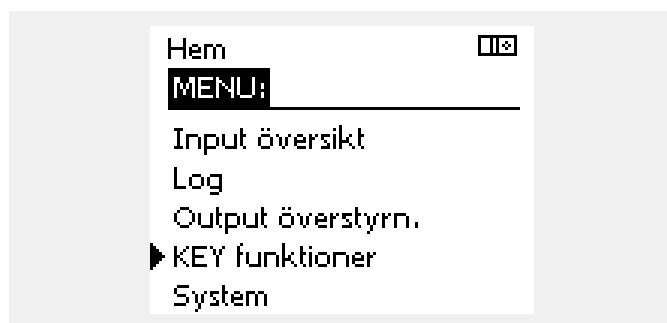 Hem
MENU:
Input översikt
Log
Output överstyrn.
KEY funktioner
System